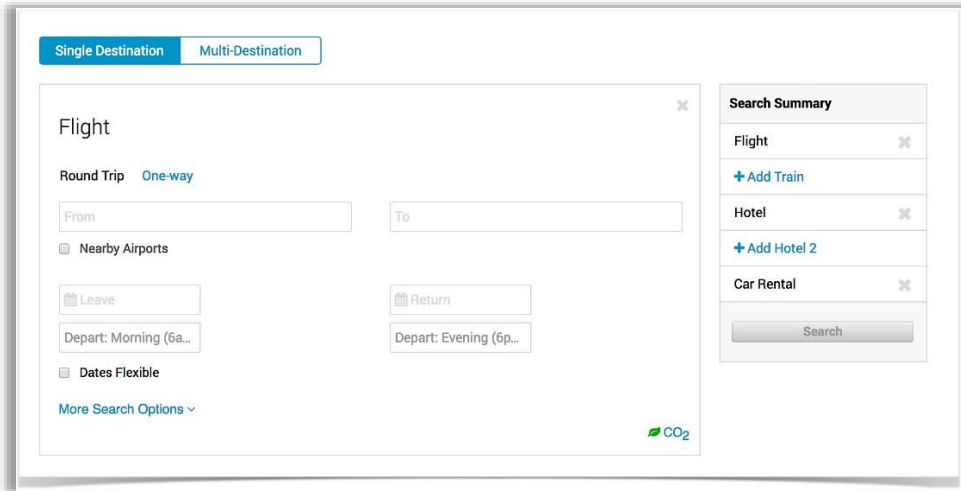 Single Destination Multi-Destination
Flight
Round Trip One-way
From To
Nearby Airports
Leave Return
Depart: Morning (6a... Depart: Evening (6p...
Dates Flexible
More Search Options
CO₂
Search Summary
Flight
+ Add Train
Hotel
+ Add Hotel 2
Car Rental
Search